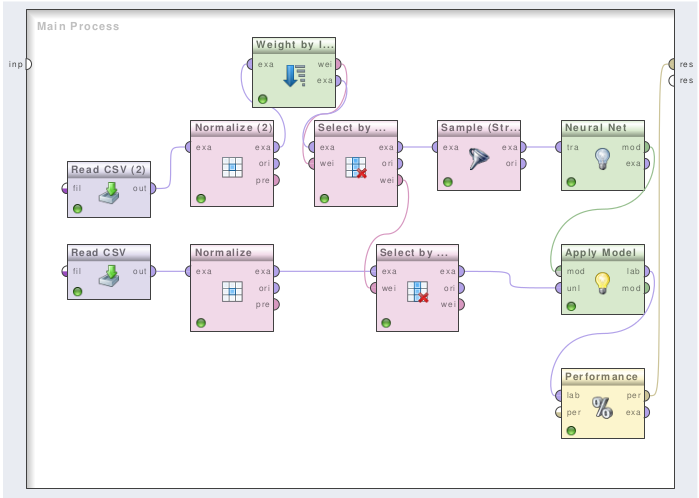 Main Process
inp
res
res
Weight by I...
exa
wei
exa
Normalize (2)
exa
exa
ori
pre
Select by ...
exa
exa
wei
ori
wei
Sample (Str...
exa
exa
ori
Neural Net
tra
mod
exa
Read CSV (2)
fil
out
Read CSV
fil
out
Normalize
exa
exa
ori
pre
Select by ...
exa
exa
wei
ori
wei
Apply Model
mod
lab
unl
mod
Performance
lab
per
per
exa
%